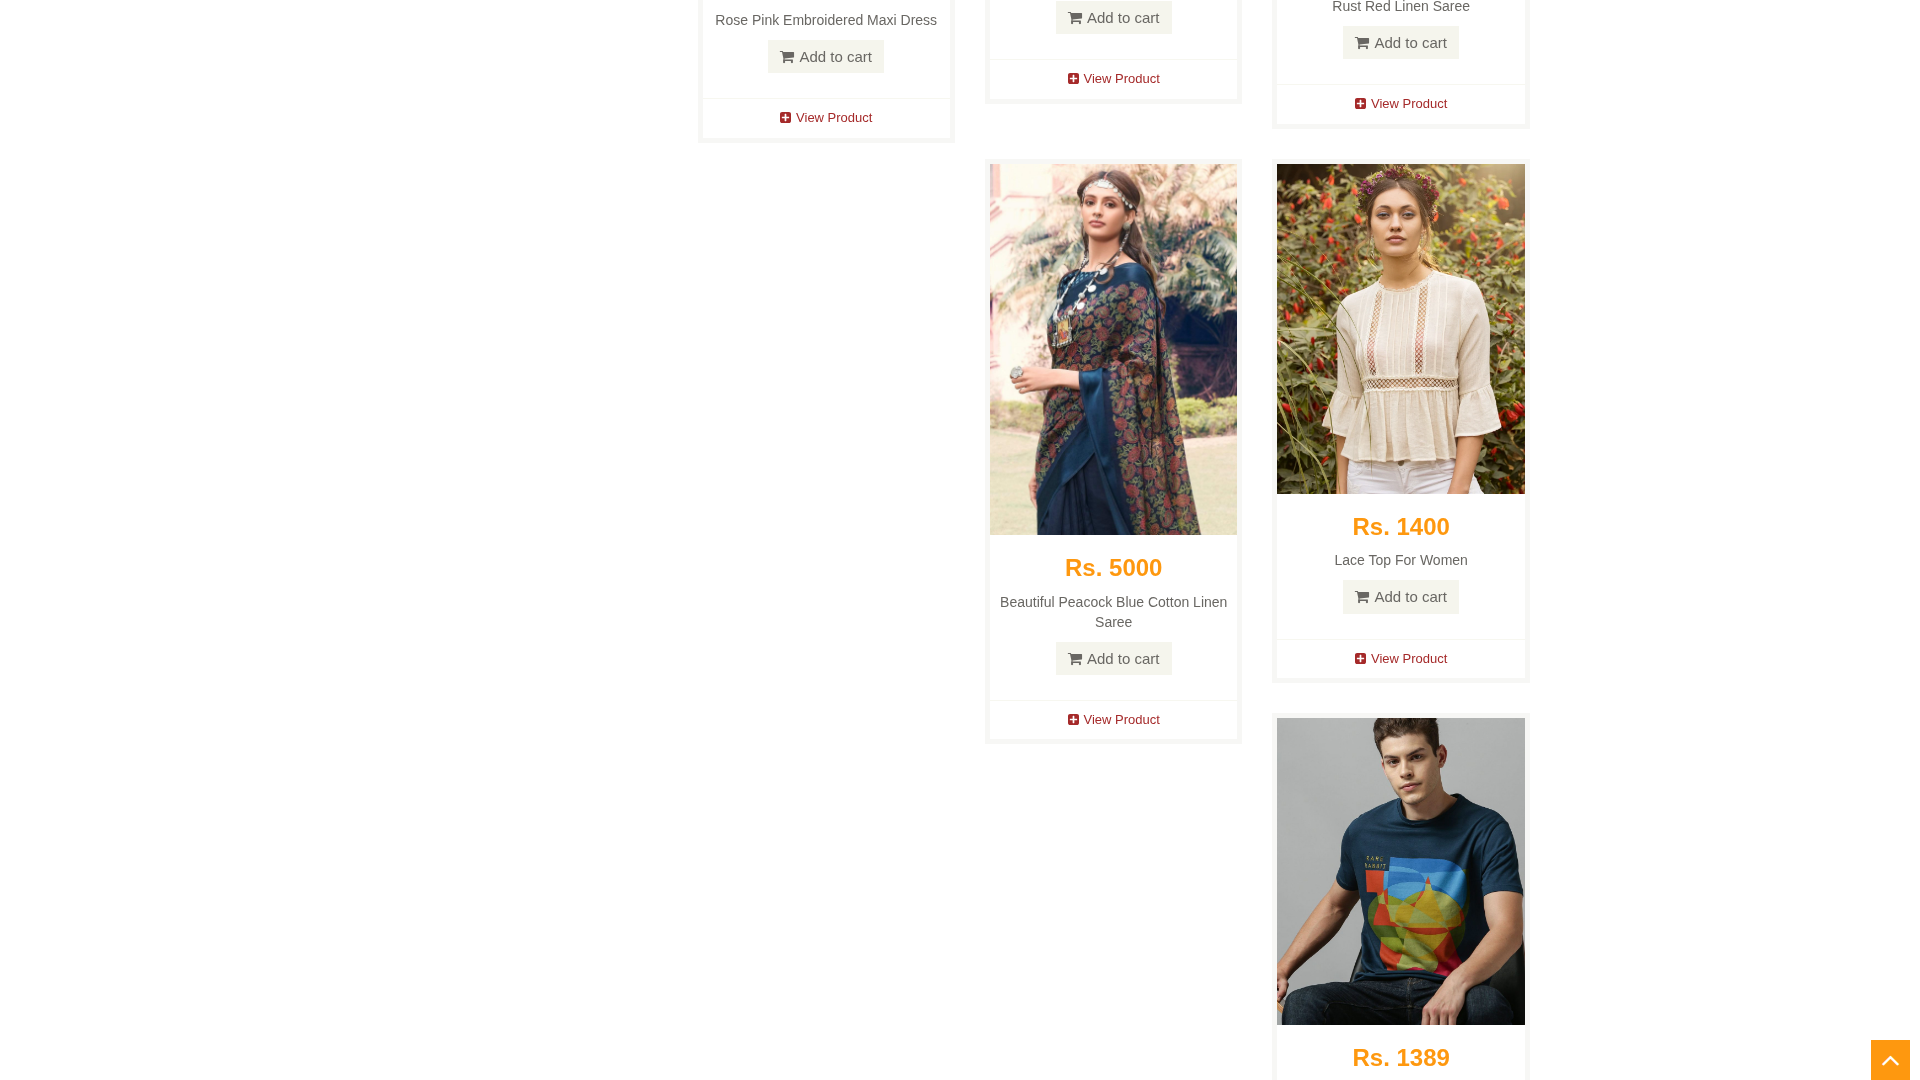 Rose Pink Embroidered Maxi Dress
Add to cart
View Product
Add to cart
View Product
Rust Red Linen Saree
Add to cart
View Product
Rs. 5000
Beautiful Peacock Blue Cotton Linen
Saree
Add to cart
View Product
Rs. 1400
Lace Top For Women
Add to cart
View Product
RARE
RABBIT
Rs. 1389